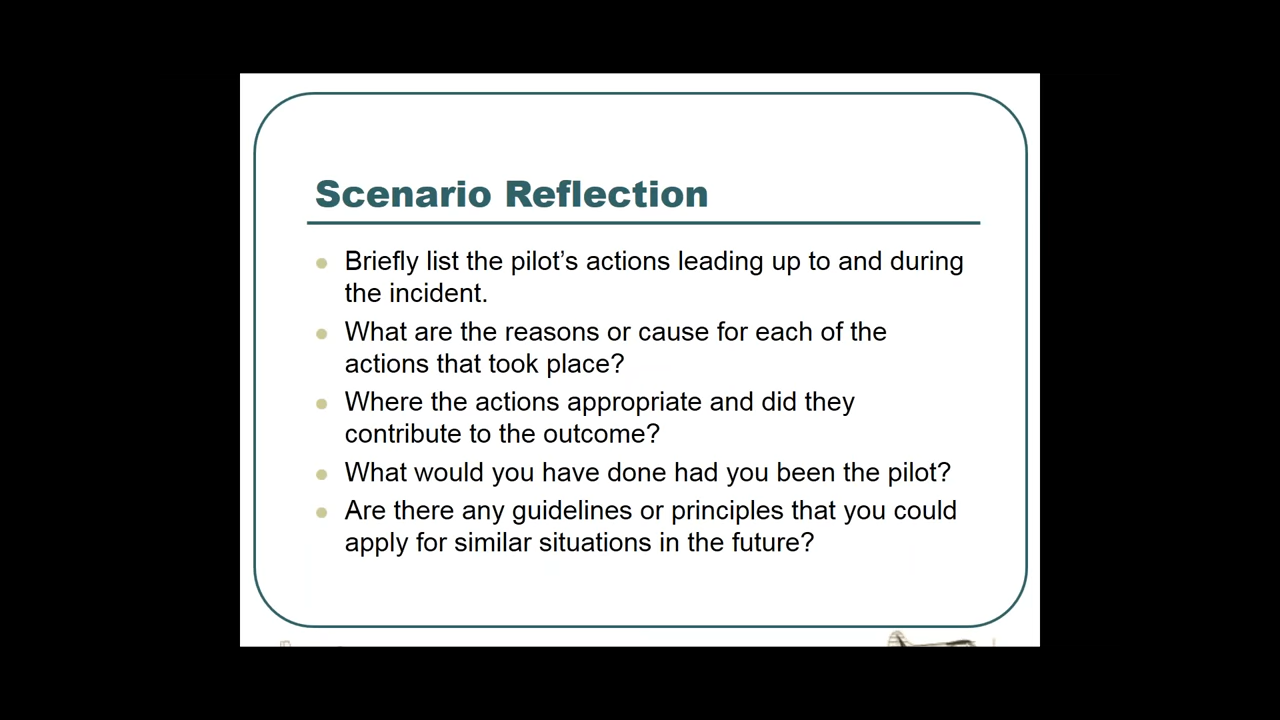 Scenario Reflection
Briefly list the pilot's actions leading up to and during
the incident.
What are the reasons or cause for each of the
actions that took place?
Where the actions appropriate and did they
contribute to the outcome?
What would you have done had you been the pilot?
Are there any guidelines or principles that you could
apply for similar situations in the future?